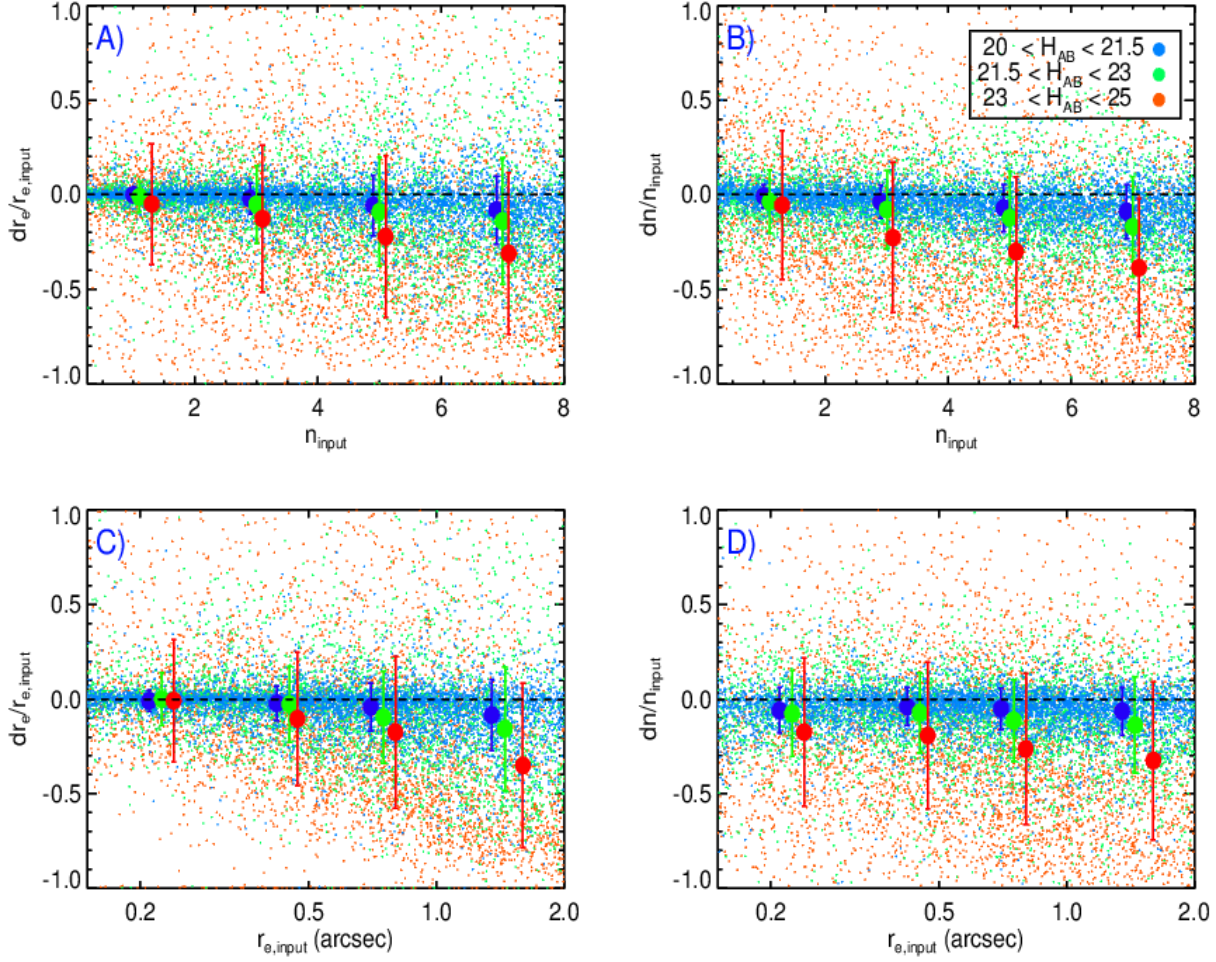 A)
1.0
0.5
0.0
-0.5
-1.0
dr_e/r_e,input
2 4 6 8
n_input
B)
20 < H_AB < 21.5
21.5 < H_AB < 23
23 < H_AB < 25
1.0
0.5
0.0
-0.5
-1.0
dn/n_input
2 4 6 8
n_input
C)
1.0
0.5
0.0
-0.5
-1.0
dr_e/r_e,input
0.2 0.5 1.0 2.0
r_e,input (arcsec)
D)
1.0
0.5
0.0
-0.5
-1.0
dn/n_input
0.2 0.5 1.0 2.0
r_e,input (arcsec)